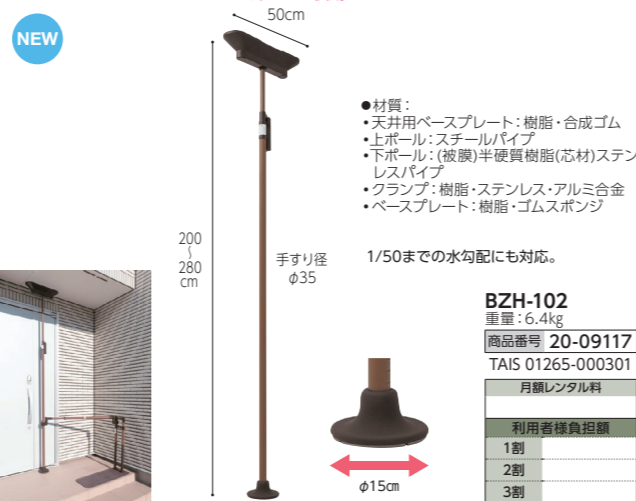 NEW
50cm
200
〜
280
cm
手すり径
φ35
●材質：
•天井用ベースプレート：樹脂・合成ゴム
•上ポール：スチールパイプ
•下ポール：(被膜)半硬質樹脂(芯材)ステン
レスパイプ
•クランプ：樹脂・ステンレス・アルミ合金
•ベースプレート：樹脂・ゴムスポンジ
1/50までの水勾配にも対応。
φ15㎝
BZH-102
重量：6.4kg
商品番号 20-09117
TAIS 01265-000301
月額レンタル料
利用者様負担額
1割
2割
3割